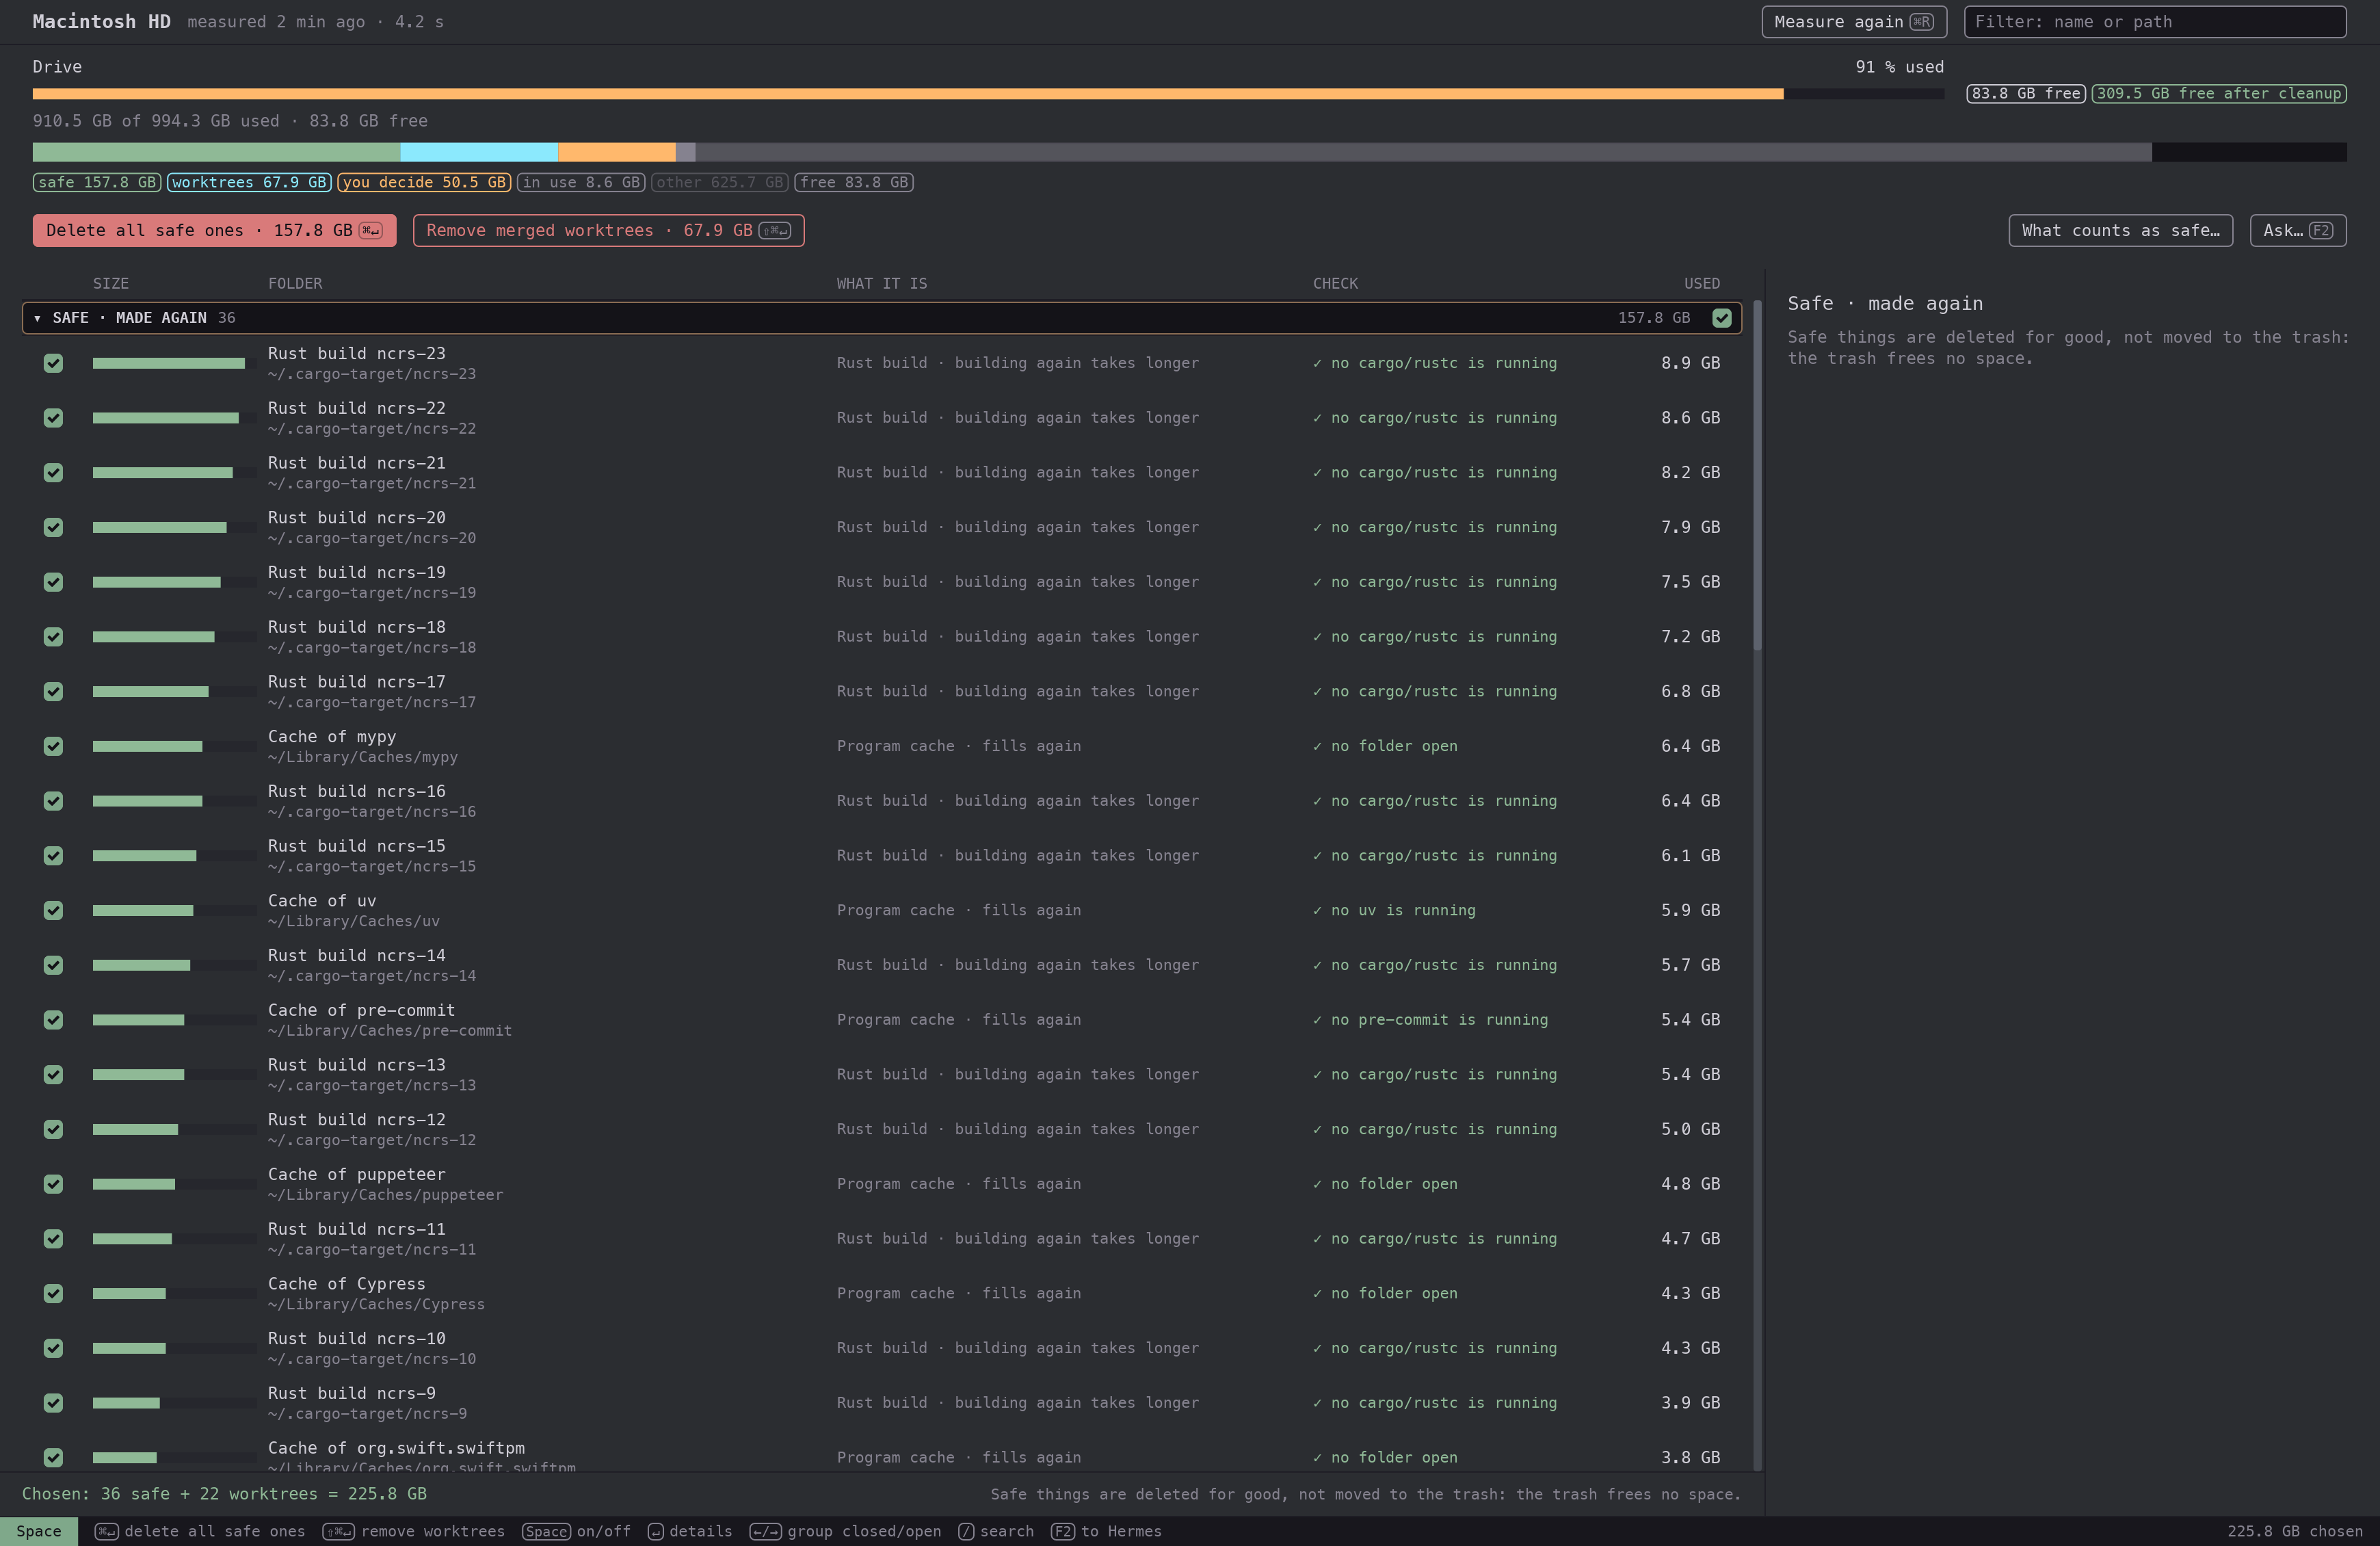 Macintosh HD measured 2 min ago · 4.2 s Measure again ⌘R Filter: name or path
Drive 91 % used
83.8 GB free 309.5 GB free after cleanup
910.5 GB of 994.3 GB used · 83.8 GB free
safe 157.8 GB worktrees 67.9 GB you decide 50.5 GB in use 8.6 GB other 625.7 GB free 83.8 GB
Delete all safe ones · 157.8 GB ⌘↵ Remove merged worktrees · 67.9 GB ⇧⌘↵ What counts as safe… Ask… F2
SIZE FOLDER WHAT IT IS CHECK USED
▾ SAFE · MADE AGAIN 36 157.8 GB
Rust build ncrs-23
~/.cargo-target/ncrs-23
Rust build · building again takes longer ✓ no cargo/rustc is running 8.9 GB
Rust build ncrs-22
~/.cargo-target/ncrs-22
Rust build · building again takes longer ✓ no cargo/rustc is running 8.6 GB
Rust build ncrs-21
~/.cargo-target/ncrs-21
Rust build · building again takes longer ✓ no cargo/rustc is running 8.2 GB
Rust build ncrs-20
~/.cargo-target/ncrs-20
Rust build · building again takes longer ✓ no cargo/rustc is running 7.9 GB
Rust build ncrs-19
~/.cargo-target/ncrs-19
Rust build · building again takes longer ✓ no cargo/rustc is running 7.5 GB
Rust build ncrs-18
~/.cargo-target/ncrs-18
Rust build · building again takes longer ✓ no cargo/rustc is running 7.2 GB
Rust build ncrs-17
~/.cargo-target/ncrs-17
Rust build · building again takes longer ✓ no cargo/rustc is running 6.8 GB
Cache of mypy
~/Library/Caches/mypy
Program cache · fills again ✓ no folder open 6.4 GB
Rust build ncrs-16
~/.cargo-target/ncrs-16
Rust build · building again takes longer ✓ no cargo/rustc is running 6.4 GB
Rust build ncrs-15
~/.cargo-target/ncrs-15
Rust build · building again takes longer ✓ no cargo/rustc is running 6.1 GB
Cache of uv
~/Library/Caches/uv
Program cache · fills again ✓ no uv is running 5.9 GB
Rust build ncrs-14
~/.cargo-target/ncrs-14
Rust build · building again takes longer ✓ no cargo/rustc is running 5.7 GB
Cache of pre-commit
~/Library/Caches/pre-commit
Program cache · fills again ✓ no pre-commit is running 5.4 GB
Rust build ncrs-13
~/.cargo-target/ncrs-13
Rust build · building again takes longer ✓ no cargo/rustc is running 5.4 GB
Rust build ncrs-12
~/.cargo-target/ncrs-12
Rust build · building again takes longer ✓ no cargo/rustc is running 5.0 GB
Cache of puppeteer
~/Library/Caches/puppeteer
Program cache · fills again ✓ no folder open 4.8 GB
Rust build ncrs-11
~/.cargo-target/ncrs-11
Rust build · building again takes longer ✓ no cargo/rustc is running 4.7 GB
Cache of Cypress
~/Library/Caches/Cypress
Program cache · fills again ✓ no folder open 4.3 GB
Rust build ncrs-10
~/.cargo-target/ncrs-10
Rust build · building again takes longer ✓ no cargo/rustc is running 4.3 GB
Rust build ncrs-9
~/.cargo-target/ncrs-9
Rust build · building again takes longer ✓ no cargo/rustc is running 3.9 GB
Cache of org.swift.swiftpm
~/Library/Caches/org.swift.swiftpm
Program cache · fills again ✓ no folder open 3.8 GB
Safe · made again
Safe things are deleted for good, not moved to the trash:
the trash frees no space.
Chosen: 36 safe + 22 worktrees = 225.8 GB Safe things are deleted for good, not moved to the trash: the trash frees no space.
Space ⌘↵ delete all safe ones ⇧⌘↵ remove worktrees Space on/off ↵ details ←/→ group closed/open / search F2 to Hermes 225.8 GB chosen